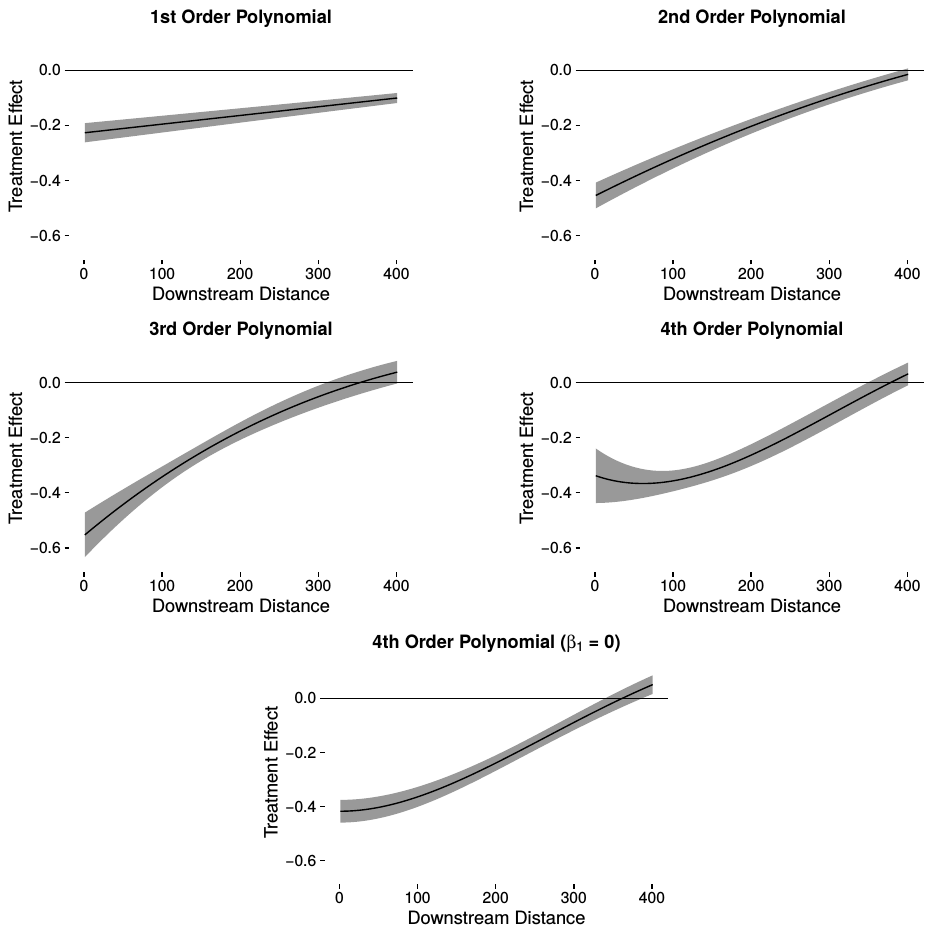 1st Order Polynomial
Treatment Effect
0.0
−0.2
−0.4
−0.6
0 100 200 300 400
Downstream Distance
2nd Order Polynomial
Treatment Effect
0.0
−0.2
−0.4
−0.6
0 100 200 300 400
Downstream Distance
3rd Order Polynomial
Treatment Effect
0.0
−0.2
−0.4
−0.6
0 100 200 300 400
Downstream Distance
4th Order Polynomial
Treatment Effect
0.0
−0.2
−0.4
−0.6
0 100 200 300 400
Downstream Distance
4th Order Polynomial (β₁ = 0)
Treatment Effect
0.0
−0.2
−0.4
−0.6
0 100 200 300 400
Downstream Distance